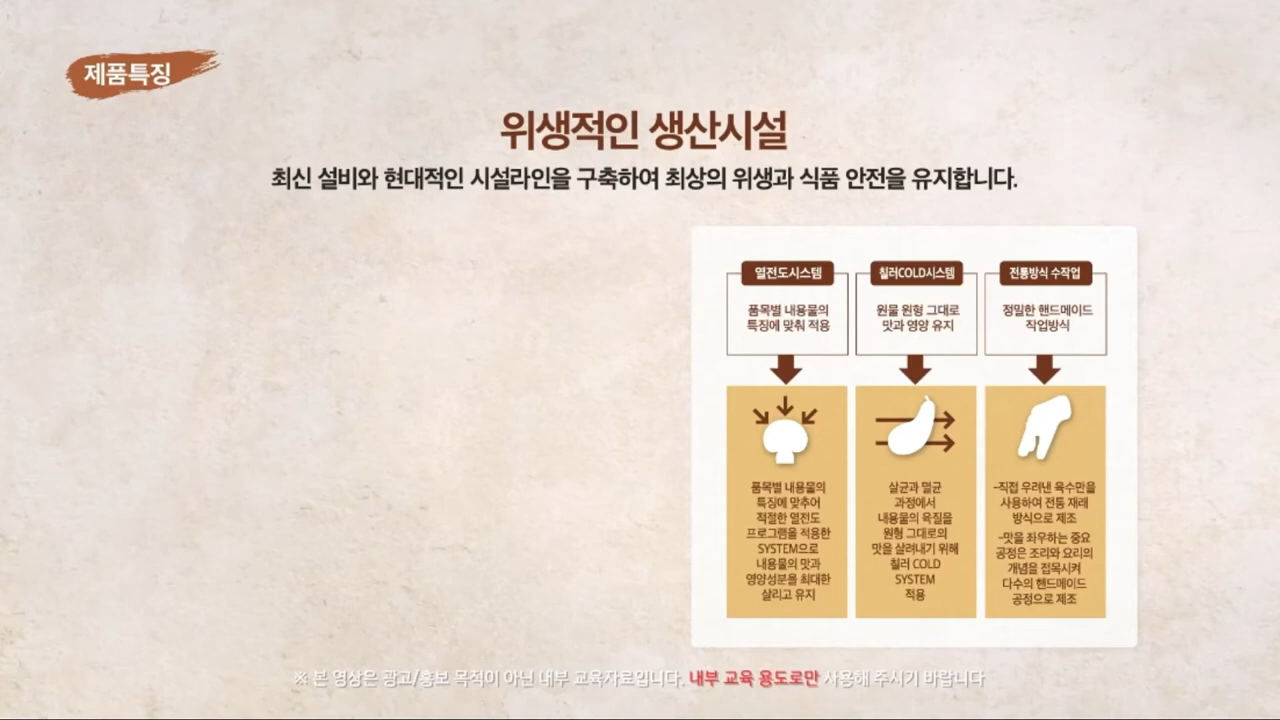 제품특징
위생적인 생산시설
최신 설비와 현대적인 시설라인을 구축하여 최상의 위생과 식품 안전을 유지합니다.
열전도시스템
품목별 내용물의
특징에 맞춰 적용
품목별 내용물의
특징에 맞추어
적절한 열전도
프로그램을 적용한
SYSTEM으로
내용물의 맛과
영양성분을 최대한
살리고 유지
칠러COLD시스템
원물 원형 그대로
맛과 영양 유지
살균과 멸균
과정에서
내용물의 육질을
원형 그대로의
맛을 살려내기 위해
칠러 COLD
SYSTEM
적용
전통방식 수작업
정밀한 핸드메이드
작업방식
-직접 우려낸 육수만을
사용하여 전통 재래
방식으로 제조
-맛을 좌우하는 중요
공정은 조리와 요리의
개념을 접목시켜
다수의 핸드메이드
공정으로 제조
※ 본 영상은 광고/홍보 목적이 아닌 내부 교육자료입니다. 내부 교육 용도로만 사용해 주시기 바랍니다